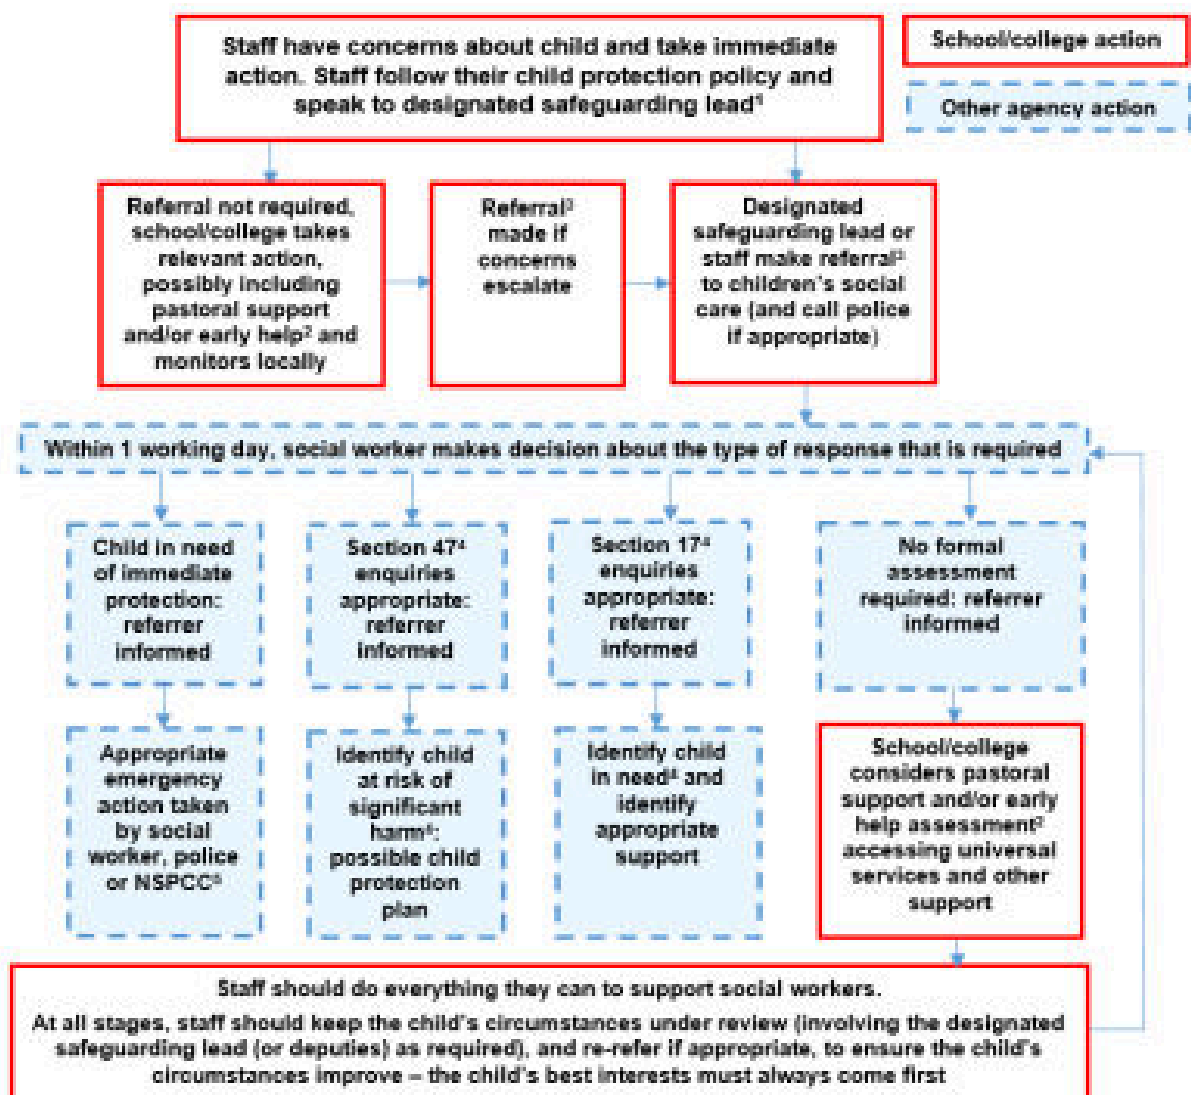 Staff have concerns about child and take immediate
action. Staff follow their child protection policy and
speak to designated safeguarding lead¹
School/college action
Other agency action
Referral not required,
school/college takes
relevant action,
possibly including
pastoral support
and/or early help² and
monitors locally
Referral³
made if
concerns
escalate
Designated
safeguarding lead or
staff make referral³
to children's social
care (and call police
if appropriate)
Within 1 working day, social worker makes decision about the type of response that is required
Child in need
of immediate
protection:
referrer
informed
Section 47⁴
enquiries
appropriate:
referrer
informed
Section 17⁴
enquiries
appropriate:
referrer
informed
No formal
assessment
required: referrer
informed
Appropriate
emergency
action taken
by social
worker, police
or NSPCC⁵
Identify child
at risk of
significant
harm⁴:
possible child
protection
plan
Identify child
in need⁴ and
identify
appropriate
support
School/college
considers pastoral
support and/or early
help assessment²
accessing universal
services and other
support
Staff should do everything they can to support social workers.
At all stages, staff should keep the child's circumstances under review (involving the designated
safeguarding lead (or deputies) as required), and re-refer if appropriate, to ensure the child's
circumstances improve – the child's best interests must always come first